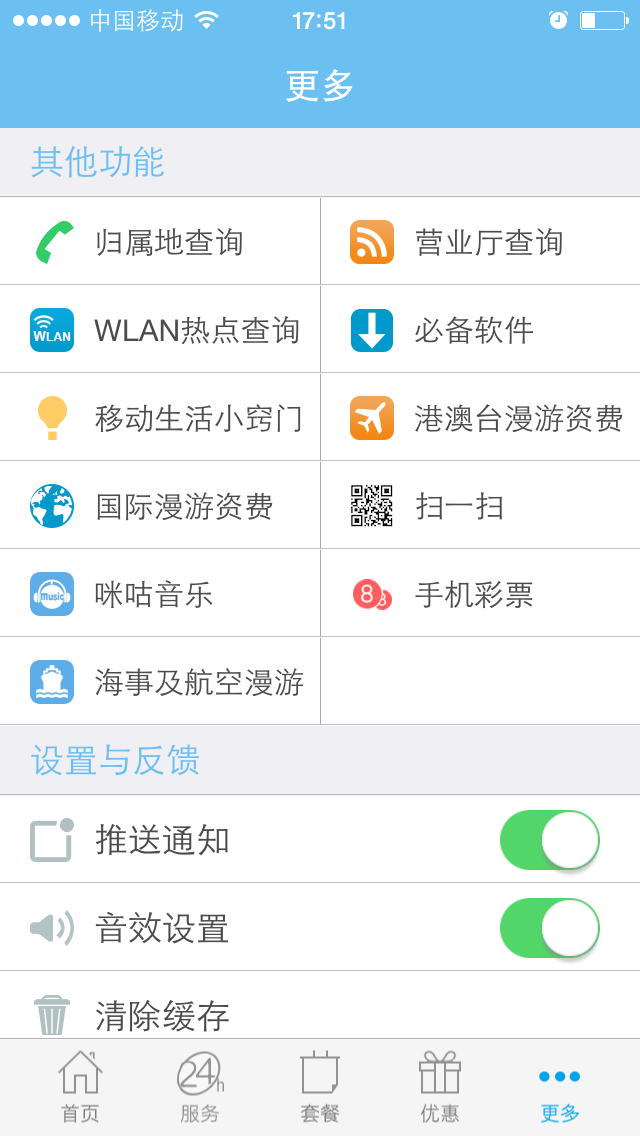 中国移动 17:51
更多
其他功能
归属地查询 营业厅查询
WLAN WLAN热点查询 必备软件
移动生活小窍门 港澳台漫游资费
国际漫游资费 扫一扫
Music 咪咕音乐 8 8 手机彩票
海事及航空漫游
设置与反馈
推送通知
音效设置
清除缓存
24h
首页 服务 套餐 优惠 更多